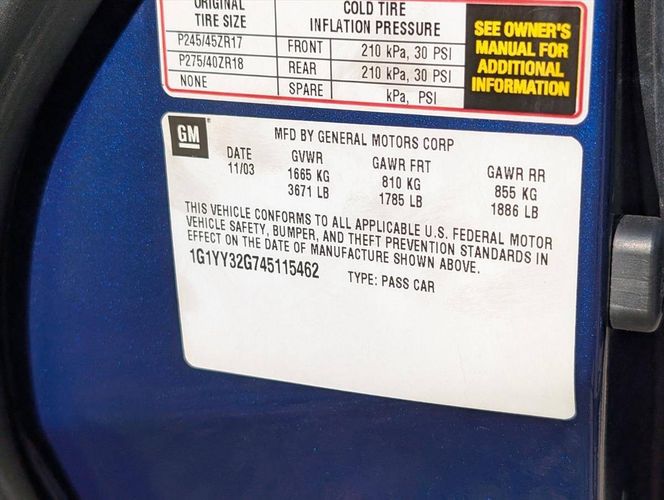 ORIGINAL TIRE SIZE COLD TIRE INFLATION PRESSURE
P245/45ZR17 FRONT 210 kPa, 30 PSI
P275/40ZR18 REAR 210 kPa, 30 PSI
NONE SPARE kPa, PSI
SEE OWNER'S
MANUAL FOR
ADDITIONAL
INFORMATION
GM
MFD BY GENERAL MOTORS CORP
DATE GVWR GAWR FRT GAWR RR
11/03 1665 KG 810 KG 855 KG
3671 LB 1785 LB 1886 LB
THIS VEHICLE CONFORMS TO ALL APPLICABLE U.S. FEDERAL MOTOR
VEHICLE SAFETY, BUMPER, AND THEFT PREVENTION STANDARDS IN
EFFECT ON THE DATE OF MANUFACTURE SHOWN ABOVE.
1G1YY32G745115462 TYPE: PASS CAR